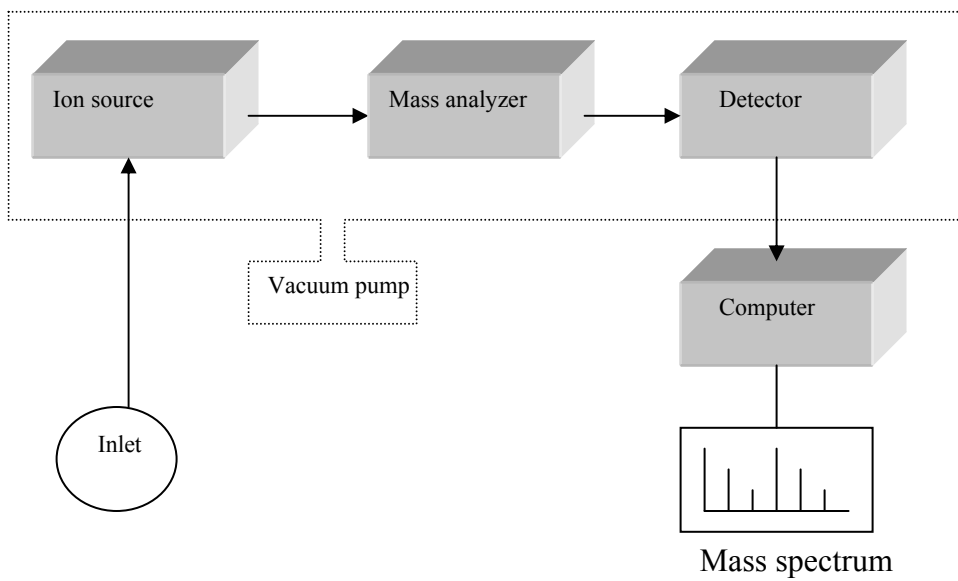 Ion source
Mass analyzer
Detector
Vacuum pump
Computer
Inlet
Mass spectrum